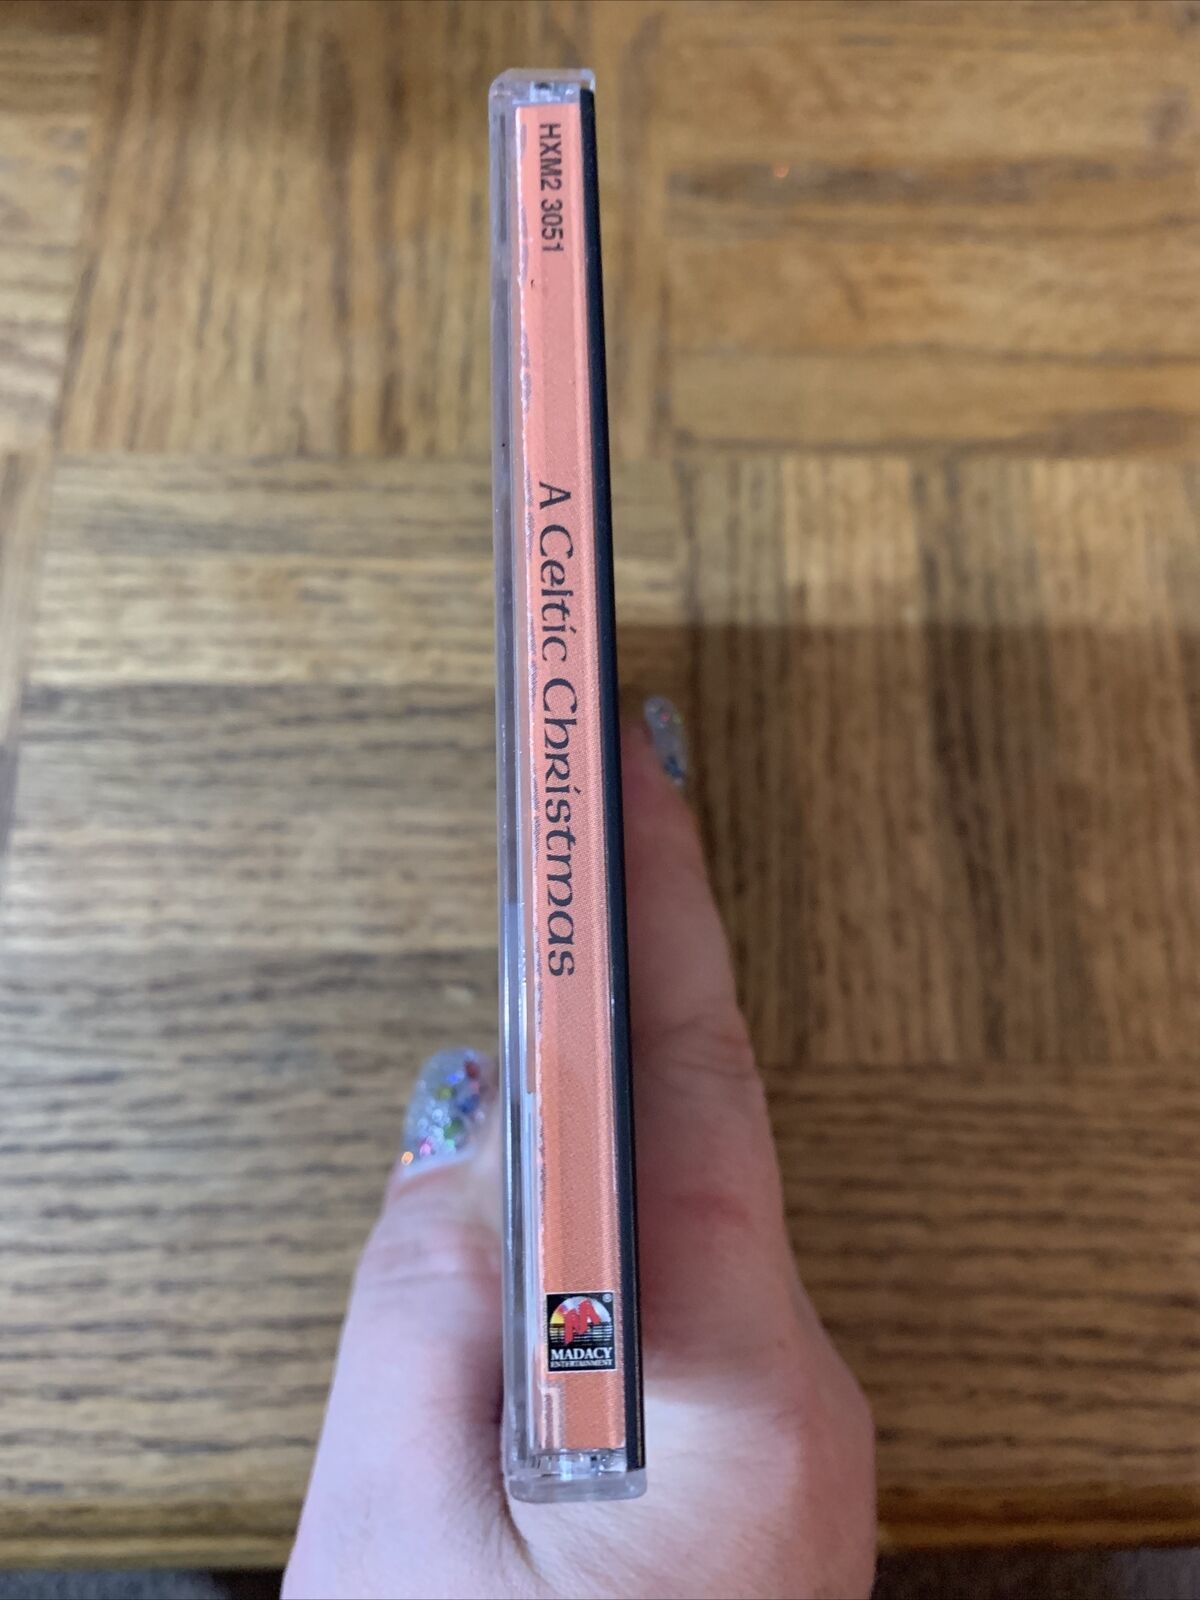 HXM2 3051
A Celtic Christmas
®
MADACY
ENTERTAINMENT